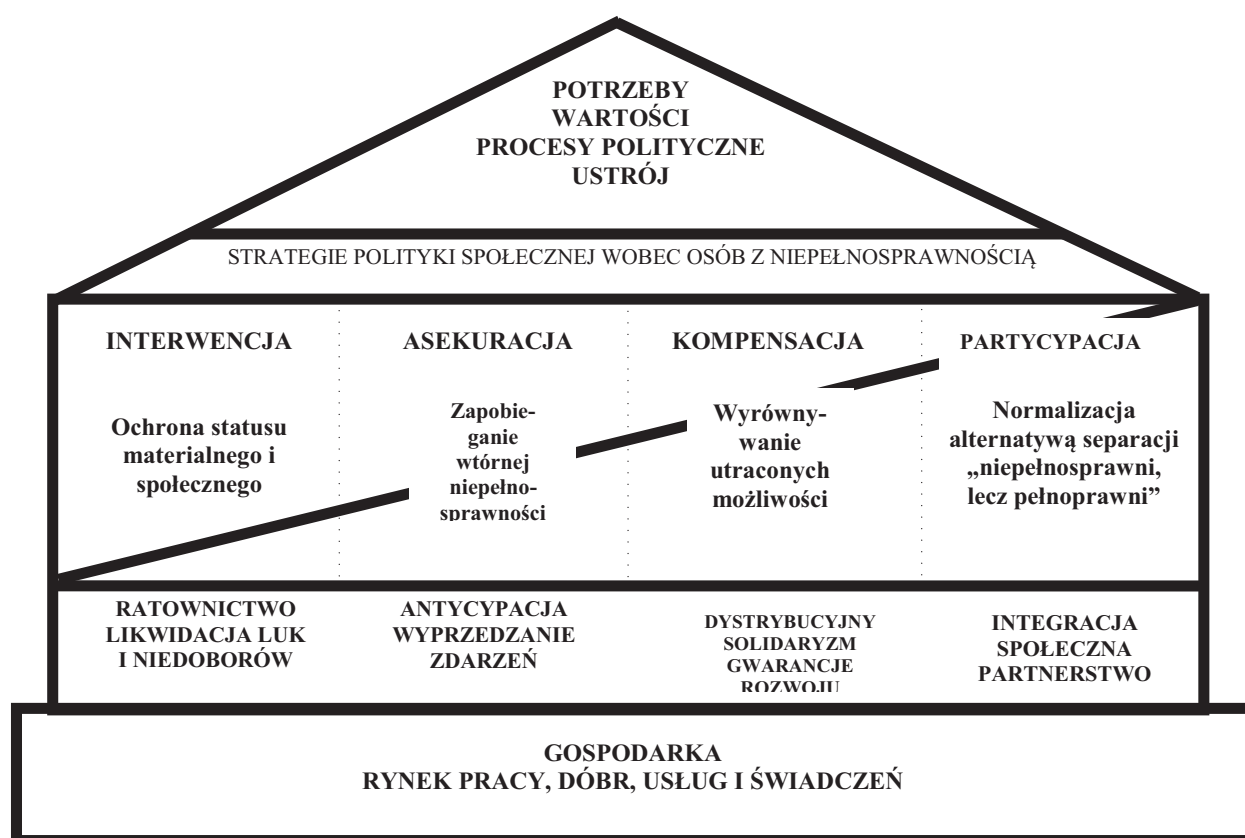 POTRZEBY
WARTOŚCI
PROCESY POLITYCZNE
USTRÓJ
STRATEGIE POLITYKI SPOŁECZNEJ WOBEC OSÓB Z NIEPEŁNOSPRAWNOŚCIĄ
INTERWENCJA
Ochrona statusu
materialnego i
społecznego
ASEKURACJA
Zapobie-
ganie
wtórnej
niepełno-
sprawności
KOMPENSACJA
Wyrówny-
wanie
utraconych
możliwości
PARTYCYPACJA
Normalizacja
alternatywą separacji
„niepełnosprawni,
lecz pełnoprawni”
RATOWNICTWO
LIKWIDACJA LUK
I NIEDOBORÓW
ANTYCYPACJA
WYPRZEDZANIE
ZDARZEŃ
DYSTRYBUCYJNY
SOLIDARYZM
GWARANCJE
ROZWOJU
INTEGRACJA
SPOŁECZNA
PARTNERSTWO
GOSPODARKA
RYNEK PRACY, DÓBR, USŁUG I ŚWIADCZEŃ